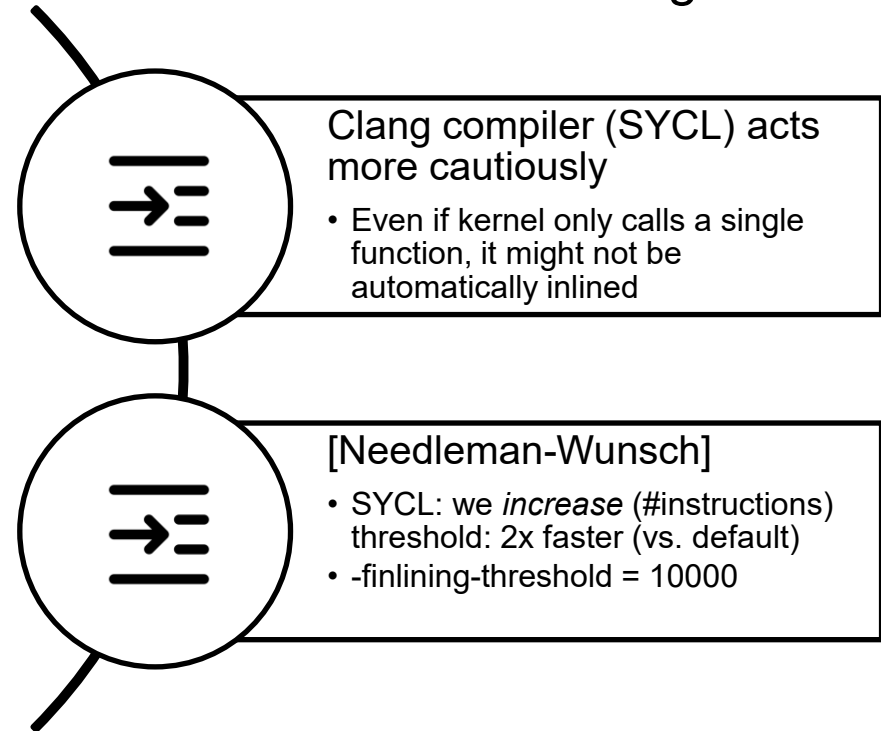 Clang compiler (SYCL) acts
more cautiously
• Even if kernel only calls a single
function, it might not be
automatically inlined
[Needleman-Wunsch]
• SYCL: we increase (#instructions)
threshold: 2x faster (vs. default)
• -finlining-threshold = 10000